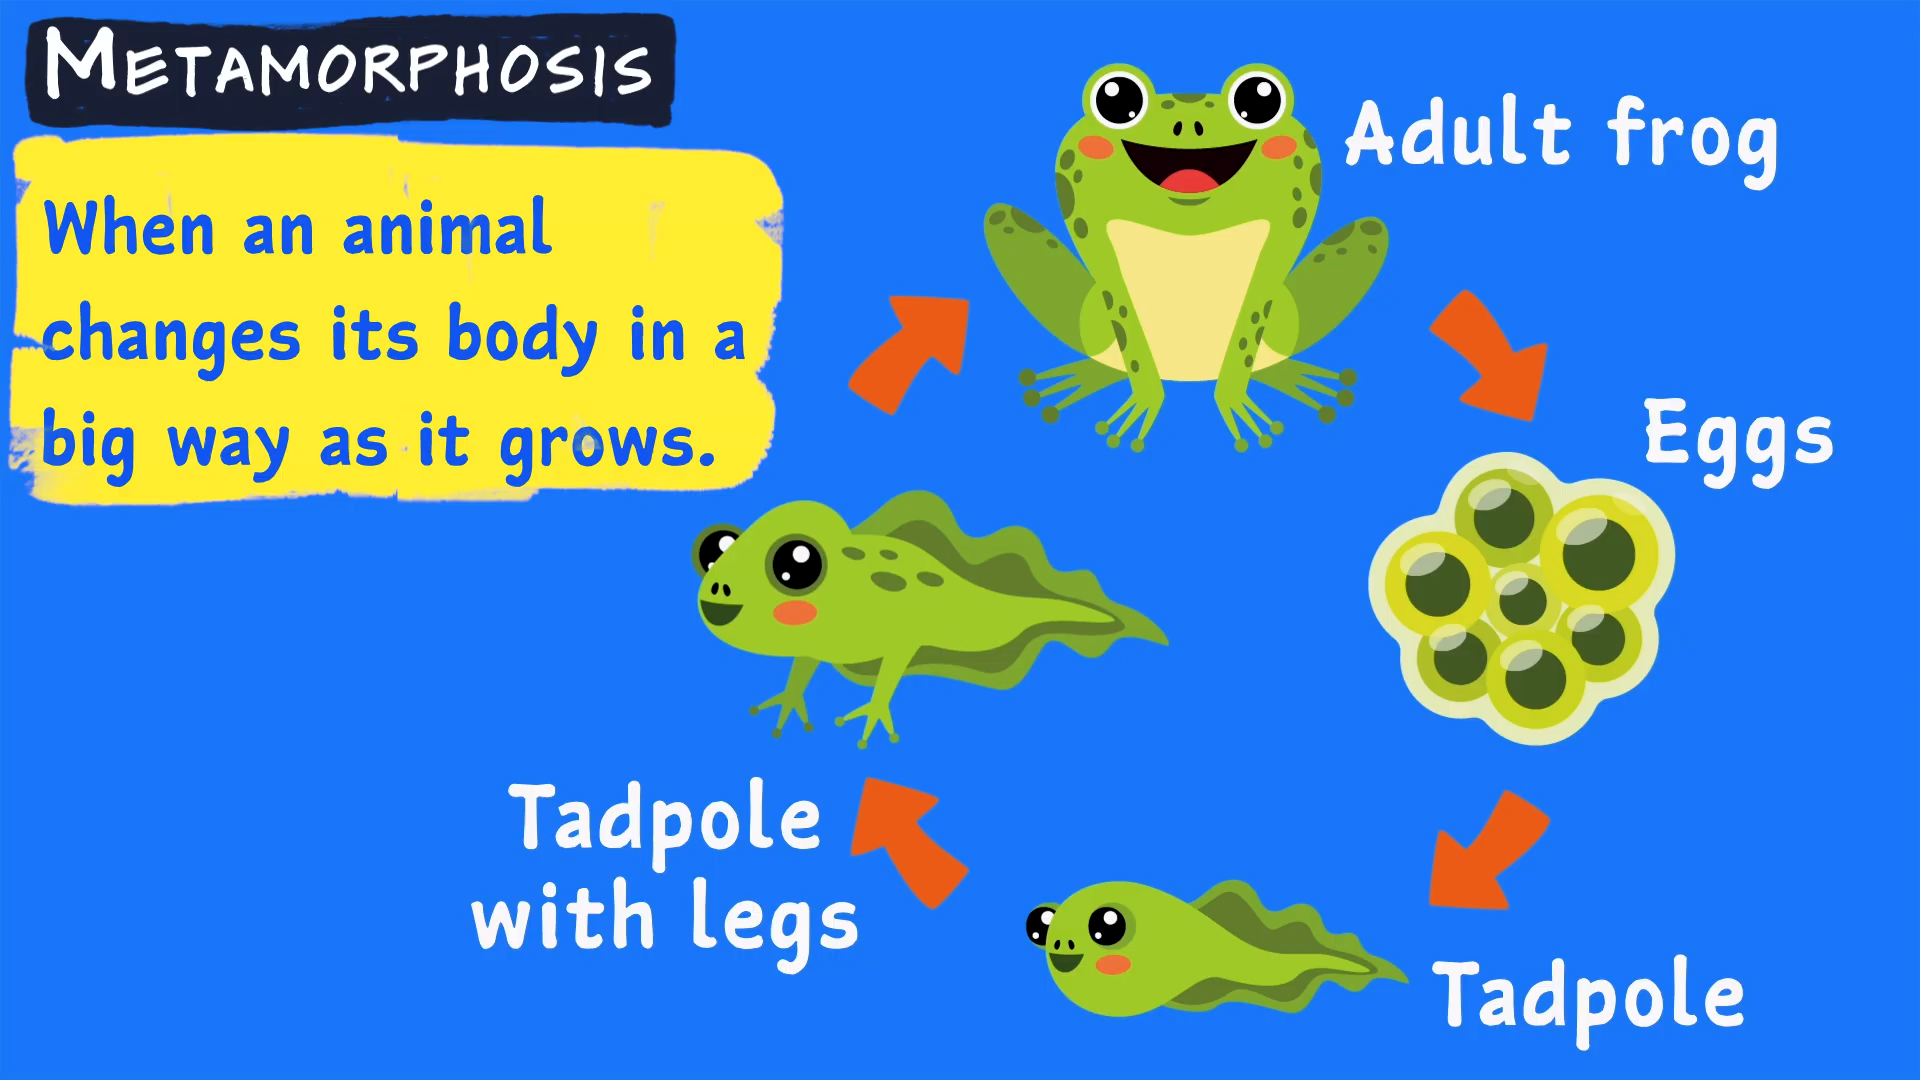 METAMORPHOSIS
When an animal
changes its body in a
big way as it grows.
Adult frog
Eggs
Tadpole
with legs
Tadpole